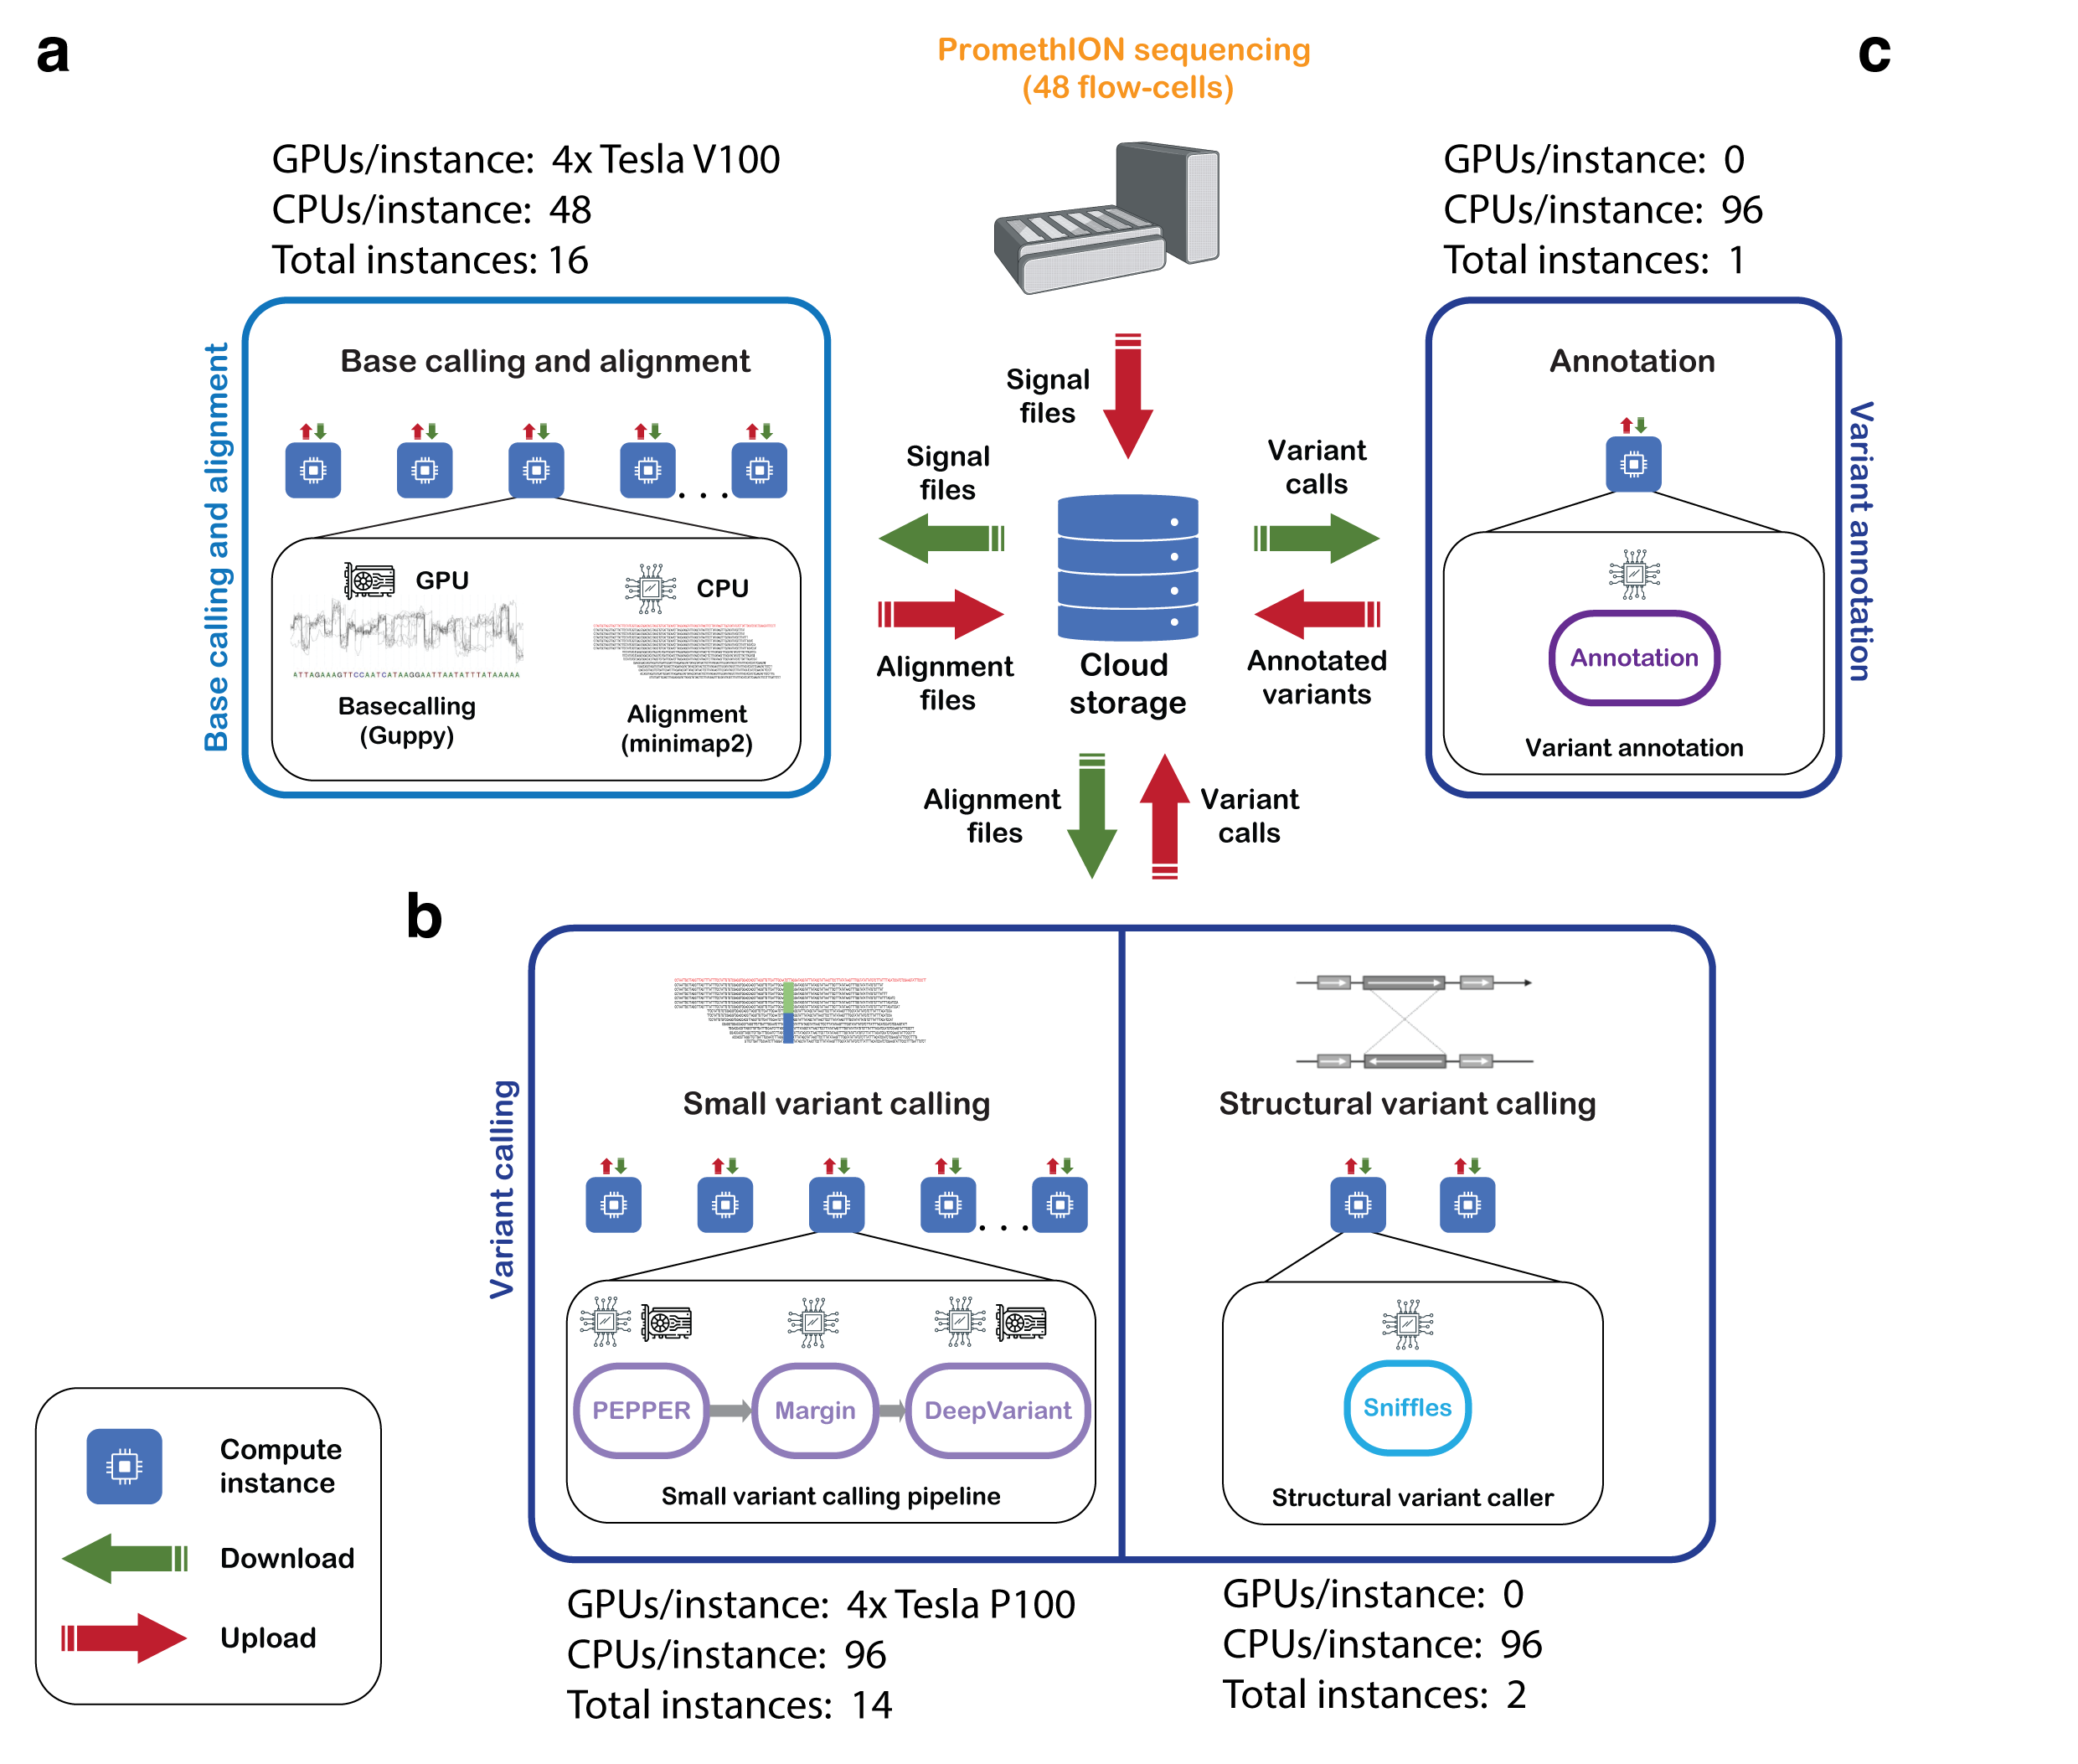 a
PromethION sequencing
(48 flow-cells)
c
GPUs/instance: 4x Tesla V100
CPUs/instance: 48
Total instances: 16
GPUs/instance: 0
CPUs/instance: 96
Total instances: 1
Base calling and alignment
Base calling and alignment
GPU
CPU
ATTAGAAAGTTCCAATCATAAGGAATTAATATTTATAAAAA
Basecalling
(Guppy)
Alignment
(minimap2)
Signal
files
Signal
files
Alignment
files
Cloud
storage
Variant
calls
Annotated
variants
Annotation
Annotation
Variant annotation
Variant annotation
Alignment
files
Variant
calls
b
Variant calling
Small variant calling
. . .
PEPPER
Margin
DeepVariant
Small variant calling pipeline
Structural variant calling
Sniffles
Structural variant caller
GPUs/instance: 4x Tesla P100
CPUs/instance: 96
Total instances: 14
GPUs/instance: 0
CPUs/instance: 96
Total instances: 2
Compute
instance
Download
Upload